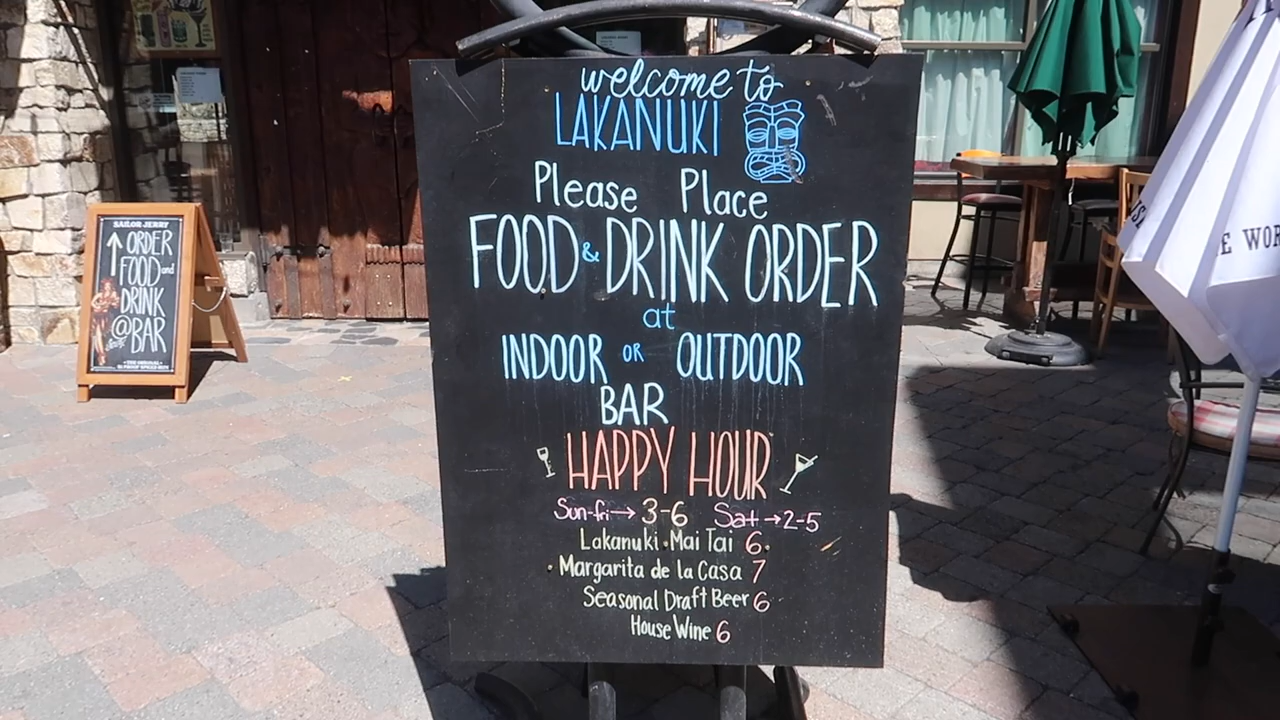 welcome to
LAKANUKI
Please Place
FOOD & DRINK ORDER
at
INDOOR OR OUTDOOR
BAR
HAPPY HOUR
Sun-fri→ 3-6 Sat→2-5
Lakanuki Mai Tai 6
Margarita de la Casa 7
Seasonal Draft Beer 6
House Wine 6
SAILOR JERRY
↑ ORDER
FOOD and
DRINK
@BAR
E WOR